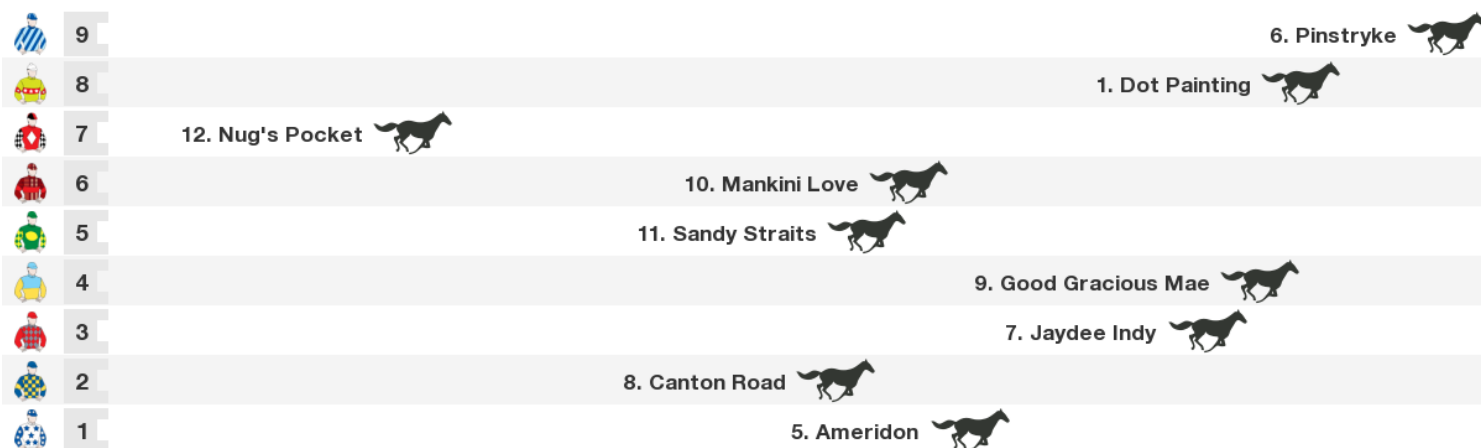 9 6. Pinstryke
8 1. Dot Painting
7 12. Nug's Pocket
6 10. Mankini Love
5 11. Sandy Straits
4 9. Good Gracious Mae
3 7. Jaydee Indy
2 8. Canton Road
1 5. Ameridon